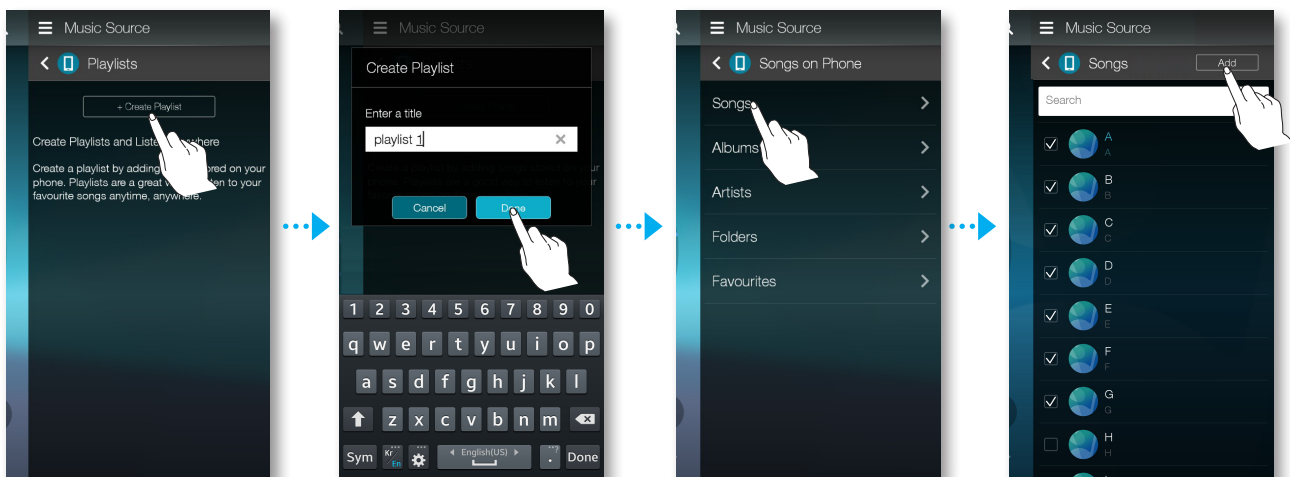 Music Source
Playlists
+ Create Playlist
Create Playlists and Listen
where
Create a playlist by adding
ored on your
phone. Playlists are a great
ten to your
favourite songs anytime, anywhere.
Music Source
Create Playlist
Enter a title
playlist 1
Cancel
Done
1 2 3 4 5 6 7 8 9 0
q w e r t y u i o p
a s d f g h j k l
z x c v b n m
Sym Kr/En English(US) . Done
Music Source
Songs on Phone
Songs
Albums
Artists
Folders
Favourites
Music Source
Songs
Add
Search
A
A
B
B
C
C
D
D
E
E
F
F
G
G
H
H